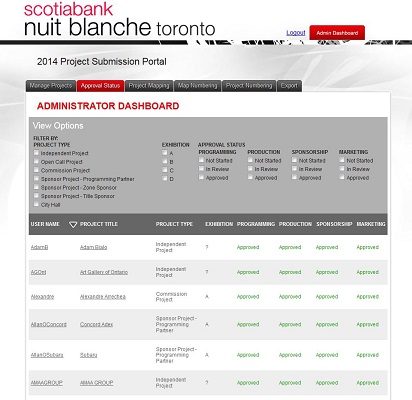 scotiabank
nuit blanche toronto
Logout
Admin Dashboard
2014 Project Submission Portal
Manage Projects Approval Status Project Mapping Map Numbering Project Numbering Export
ADMINISTRATOR DASHBOARD
View Options
FILTER BY:
PROJECT TYPE EXHIBITION APPROVAL STATUS
PROGRAMMING PRODUCTION SPONSORSHIP MARKETING
Independent Project A Not Started Not Started Not Started Not Started
Open Call Project B In Review In Review In Review In Review
Commission Project C Approved Approved Approved Approved
Sponsor Project - Programming Partner D
Sponsor Project - Zone Sponsor
Sponsor Project - Title Sponsor
City Hall
USER NAME PROJECT TITLE PROJECT TYPE EXHIBITION PROGRAMMING PRODUCTION SPONSORSHIP MARKETING
AdamB Adam Bialo Independent Project ? Approved Approved Approved Approved
AGOnt Art Gallery of Ontario Independent Project ? Approved Approved Approved Approved
Alexandre Alexandre Arrechea Commission Project A Approved Approved Approved Approved
AllanOConcord Concord Adex Sponsor Project - Programming Partner A Approved Approved Approved Approved
AllanOSubaru Subaru Sponsor Project - Programming Partner A Approved Approved Approved Approved
AMAAGROUP AMAA GROUP Independent Project ? Approved Approved Approved Approved